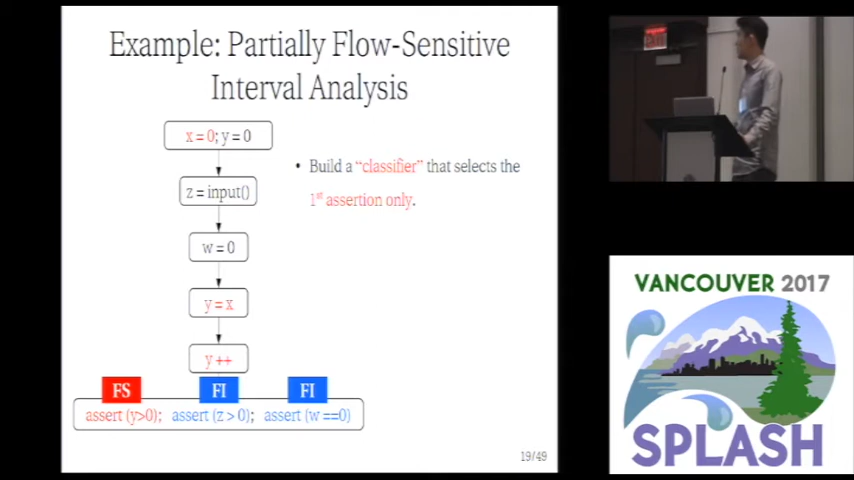 Example: Partially Flow-Sensitive
Interval Analysis
x = 0; y = 0
z = input()
w = 0
y = x
y ++
FS
FI
FI
assert (y>0); assert (z > 0); assert (w ==0)
• Build a “classifier” that selects the
1st assertion only.
19/49
EXIT
VANCOUVER 2017
SPLASH